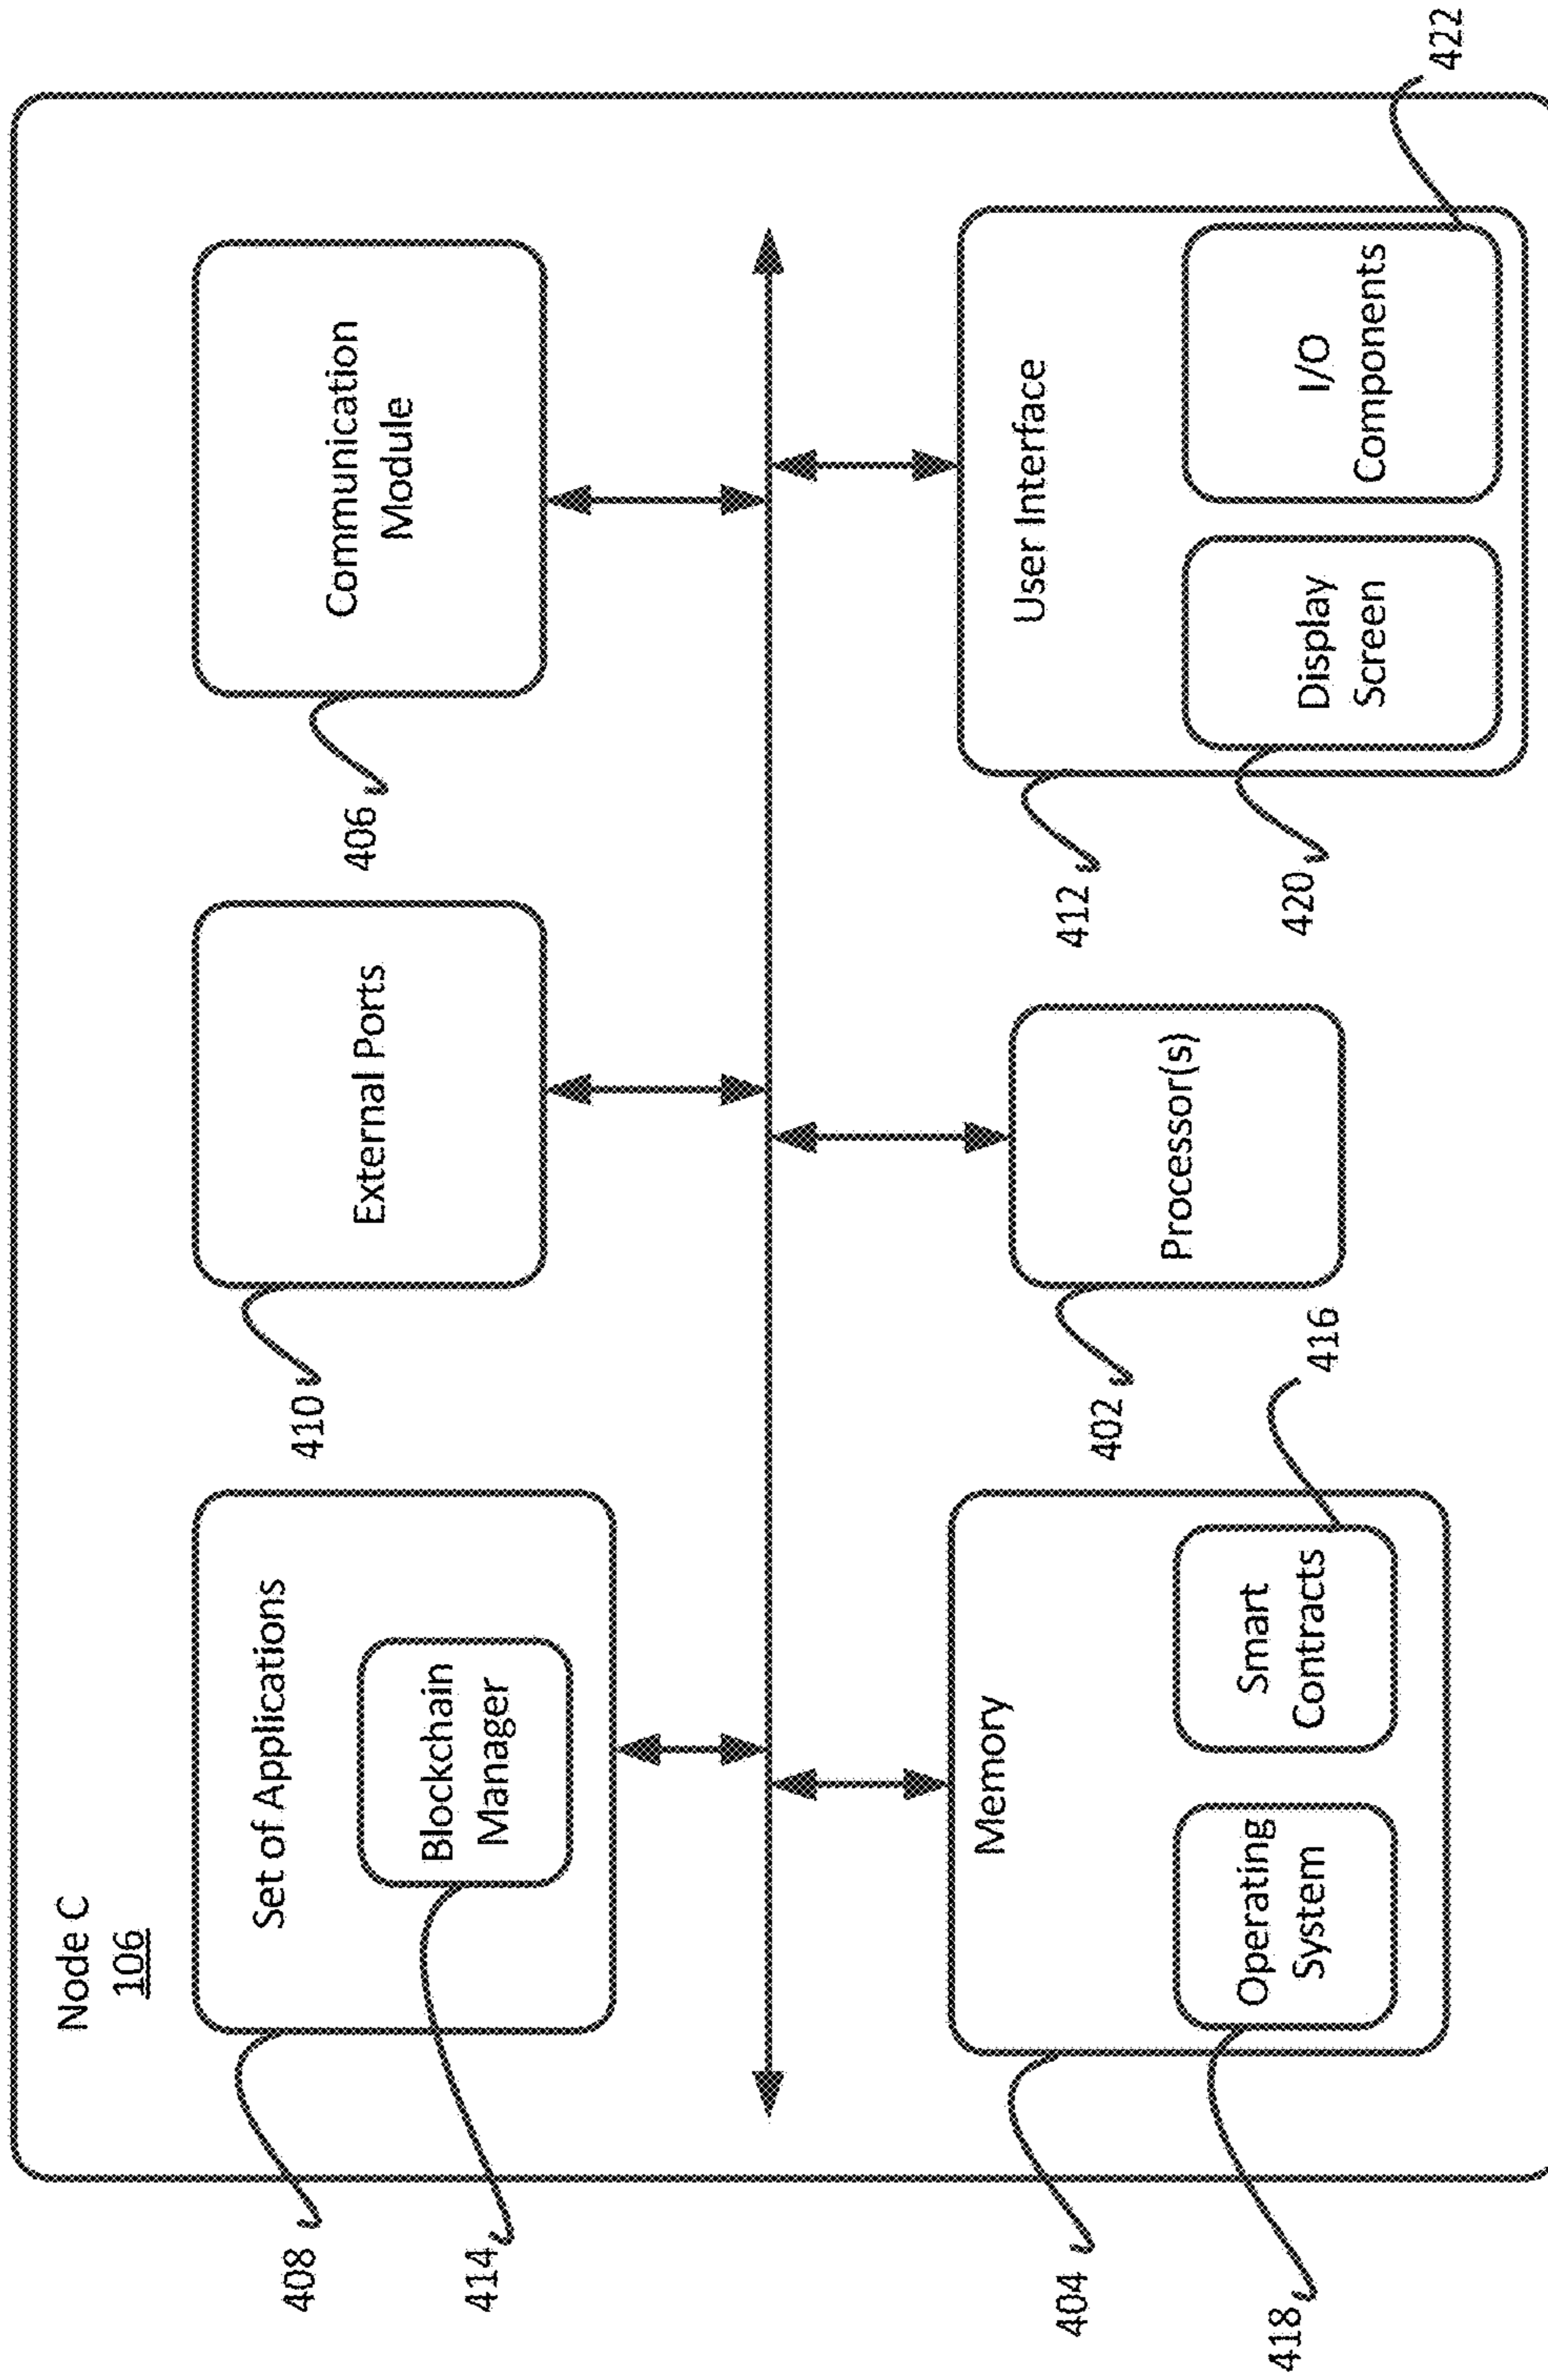 Node C
106
Set of Applications
Blockchain
Manager
408
414
External Ports
410
Communication
Module
406
Memory
Operating
System
Smart
Contracts
404
418
416
Processor(s)
402
User Interface
Display
Screen
I/O
Components
412
420
422